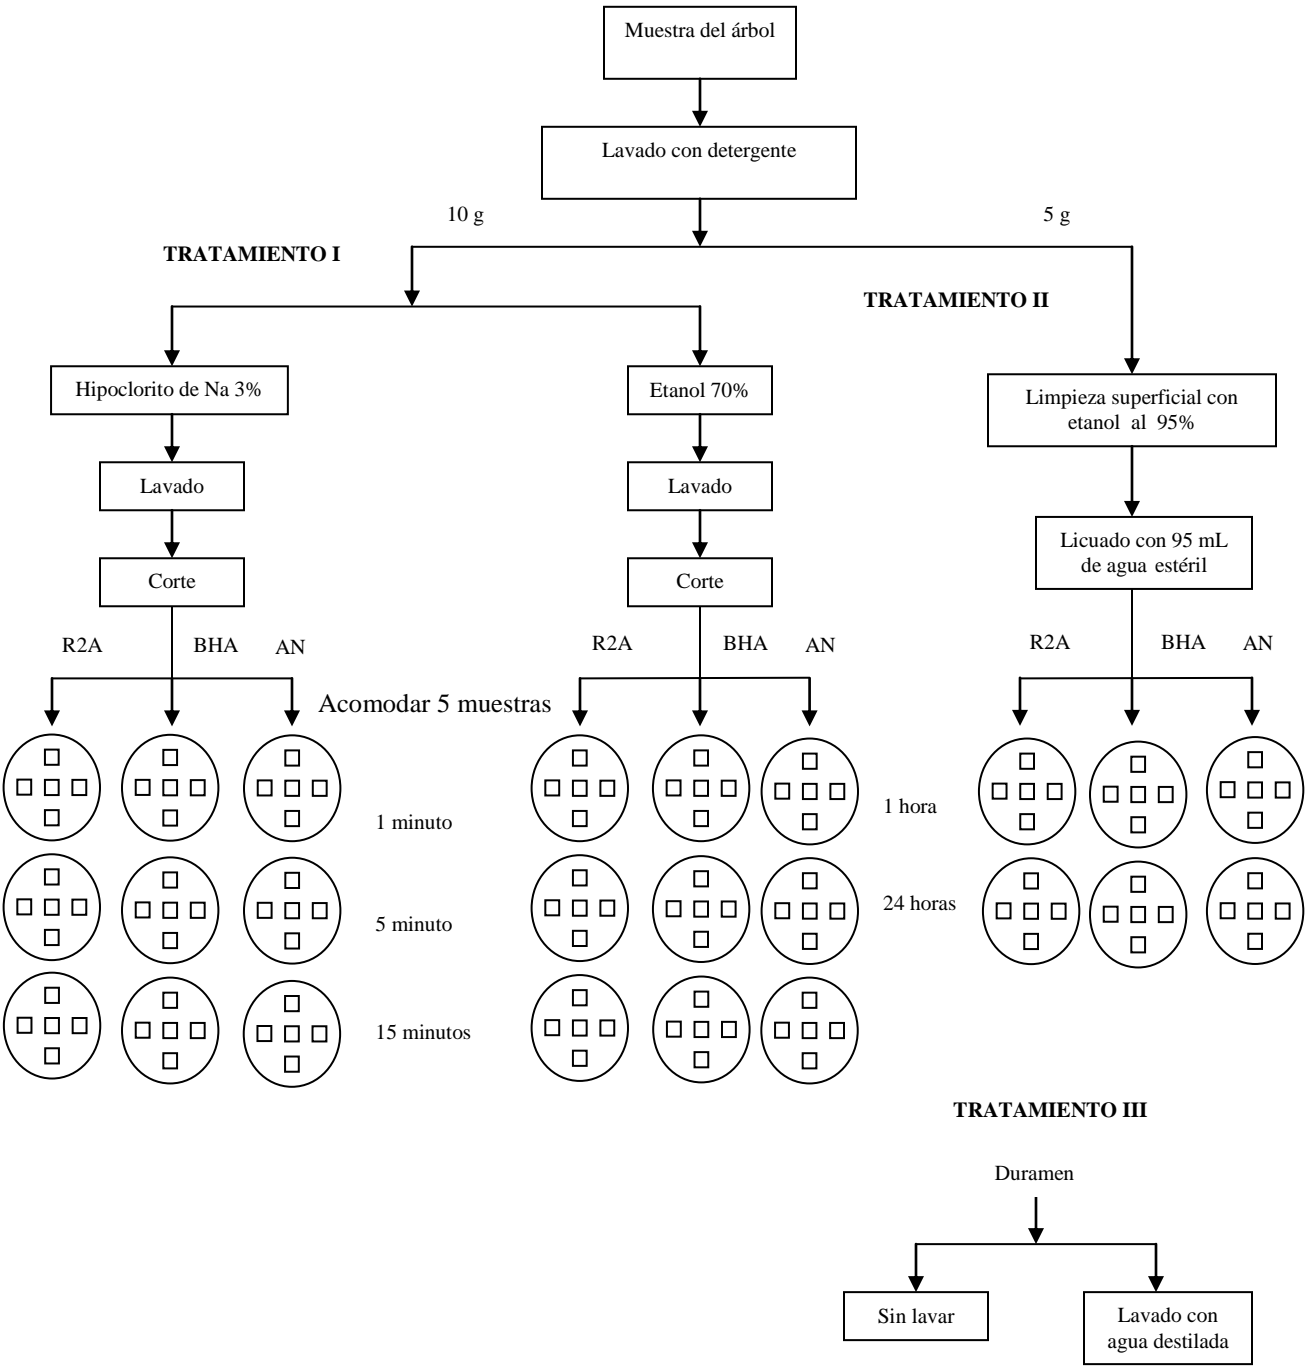 Muestra del árbol
Lavado con detergente
10 g
5 g
TRATAMIENTO I
TRATAMIENTO II
Hipoclorito de Na 3%
Etanol 70%
Limpieza superficial con
etanol al 95%
Lavado
Lavado
Licuado con 95 mL
de agua estéril
Corte
Corte
R2A BHA AN
R2A BHA AN
R2A BHA AN
Acomodar 5 muestras
1 minuto
5 minuto
15 minutos
1 hora
24 horas
TRATAMIENTO III
Duramen
Sin lavar
Lavado con
agua destilada